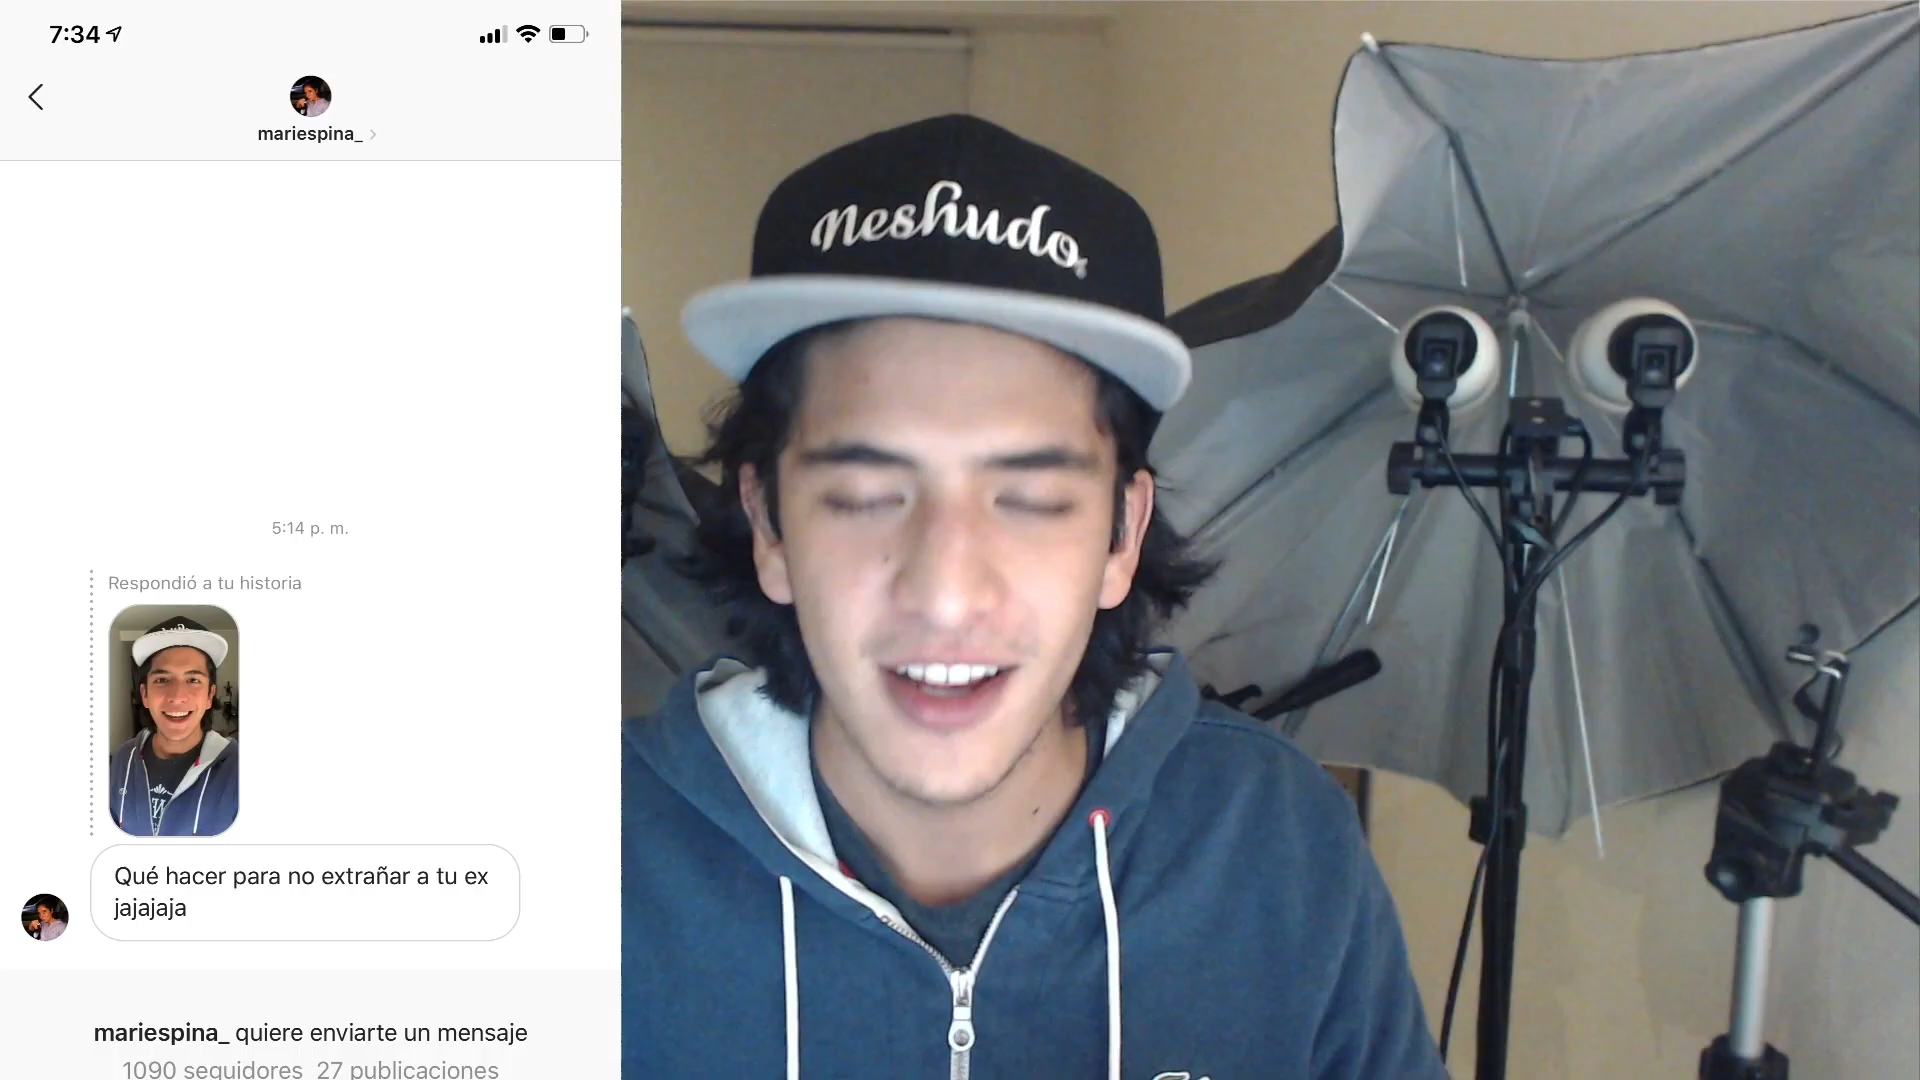 7:34
mariespina_
5:14 p. m.
Respondió a tu historia
Qué hacer para no extrañar a tu ex
jajajaja
mariespina_ quiere enviarte un mensaje
1090 seguidores 27 publicaciones
Neshudo